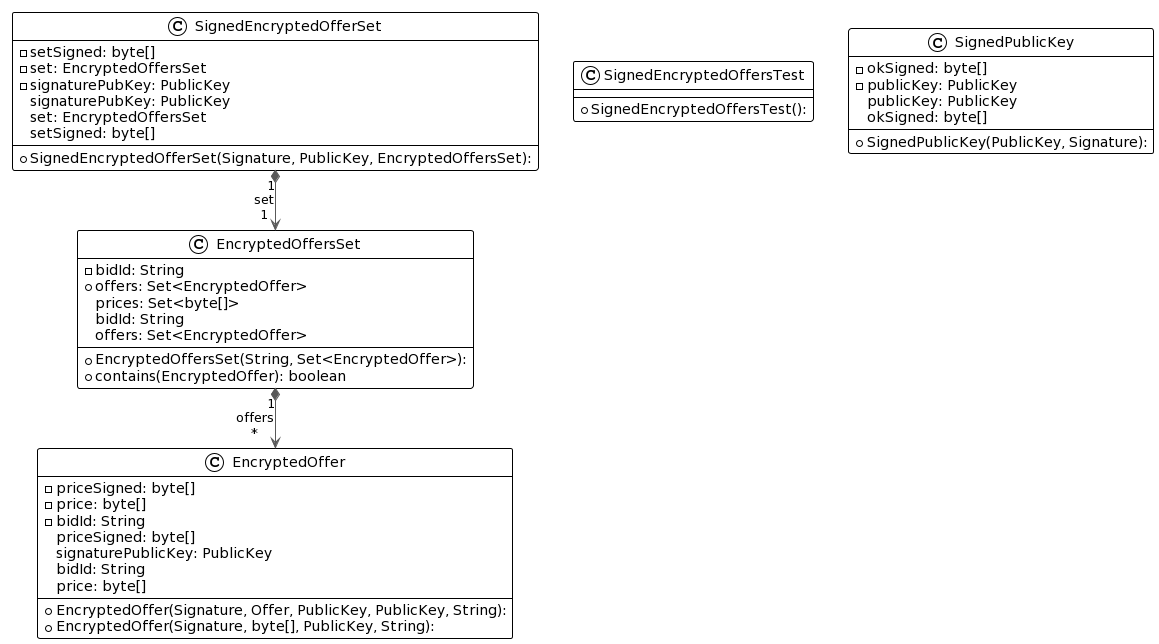 C SignedEncryptedOfferSet
setSigned: byte[]
set: EncryptedOffersSet
signaturePubKey: PublicKey
signaturePubKey: PublicKey
set: EncryptedOffersSet
setSigned: byte[]
SignedEncryptedOfferSet(Signature, PublicKey, EncryptedOffersSet):
C SignedEncryptedOffersTest
SignedEncryptedOffersTest():
C SignedPublicKey
okSigned: byte[]
publicKey: PublicKey
publicKey: PublicKey
okSigned: byte[]
SignedPublicKey(PublicKey, Signature):
1
set
1
C EncryptedOffersSet
bidId: String
offers: Set<EncryptedOffer>
prices: Set<byte[]>
bidId: String
offers: Set<EncryptedOffer>
EncryptedOffersSet(String, Set<EncryptedOffer>):
contains(EncryptedOffer): boolean
1
offers
*
C EncryptedOffer
priceSigned: byte[]
price: byte[]
bidId: String
priceSigned: byte[]
signaturePublicKey: PublicKey
bidId: String
price: byte[]
EncryptedOffer(Signature, Offer, PublicKey, PublicKey, String):
EncryptedOffer(Signature, byte[], PublicKey, String):